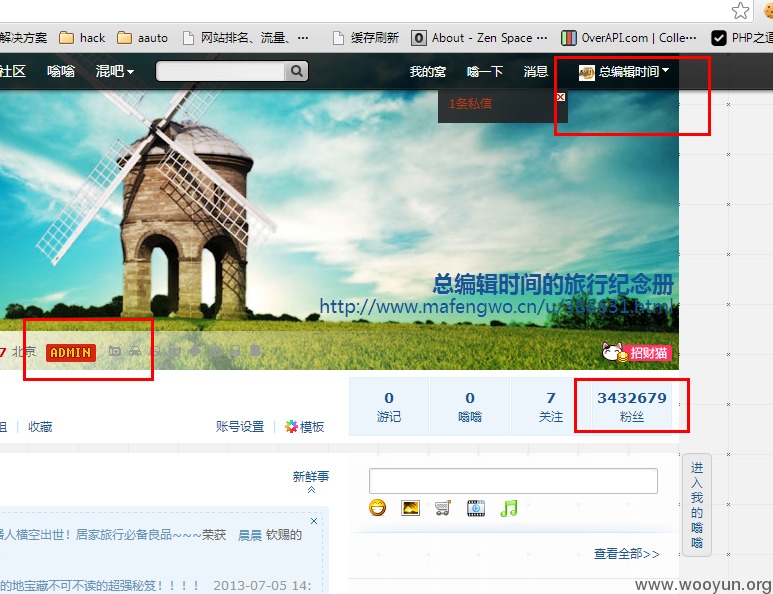 解决方案 hack aauto 网站排名、流量、… 缓存刷新 About - Zen Space … OverAPI.com | Colle… PHP之道
社区 嗡嗡 混吧 我的窝 嗡一下 消息 总编辑时间
1条私信
总编辑时间的旅行纪念册
http://www.mafengwo.cn/u/
.html
7 北京 ADMIN
招财猫
0 0 7 3432679
游记 嗡嗡 关注 粉丝
组 收藏 账号设置 模板
进入我的嗡嗡
新鲜事
人横空出世！居家旅行必备良品~~~荣获 晨晨 钦赐的
查看全部>>
的地宝藏不可不读的超强秘笈！！！！ 2013-07-05 14:
www.wooyun.org